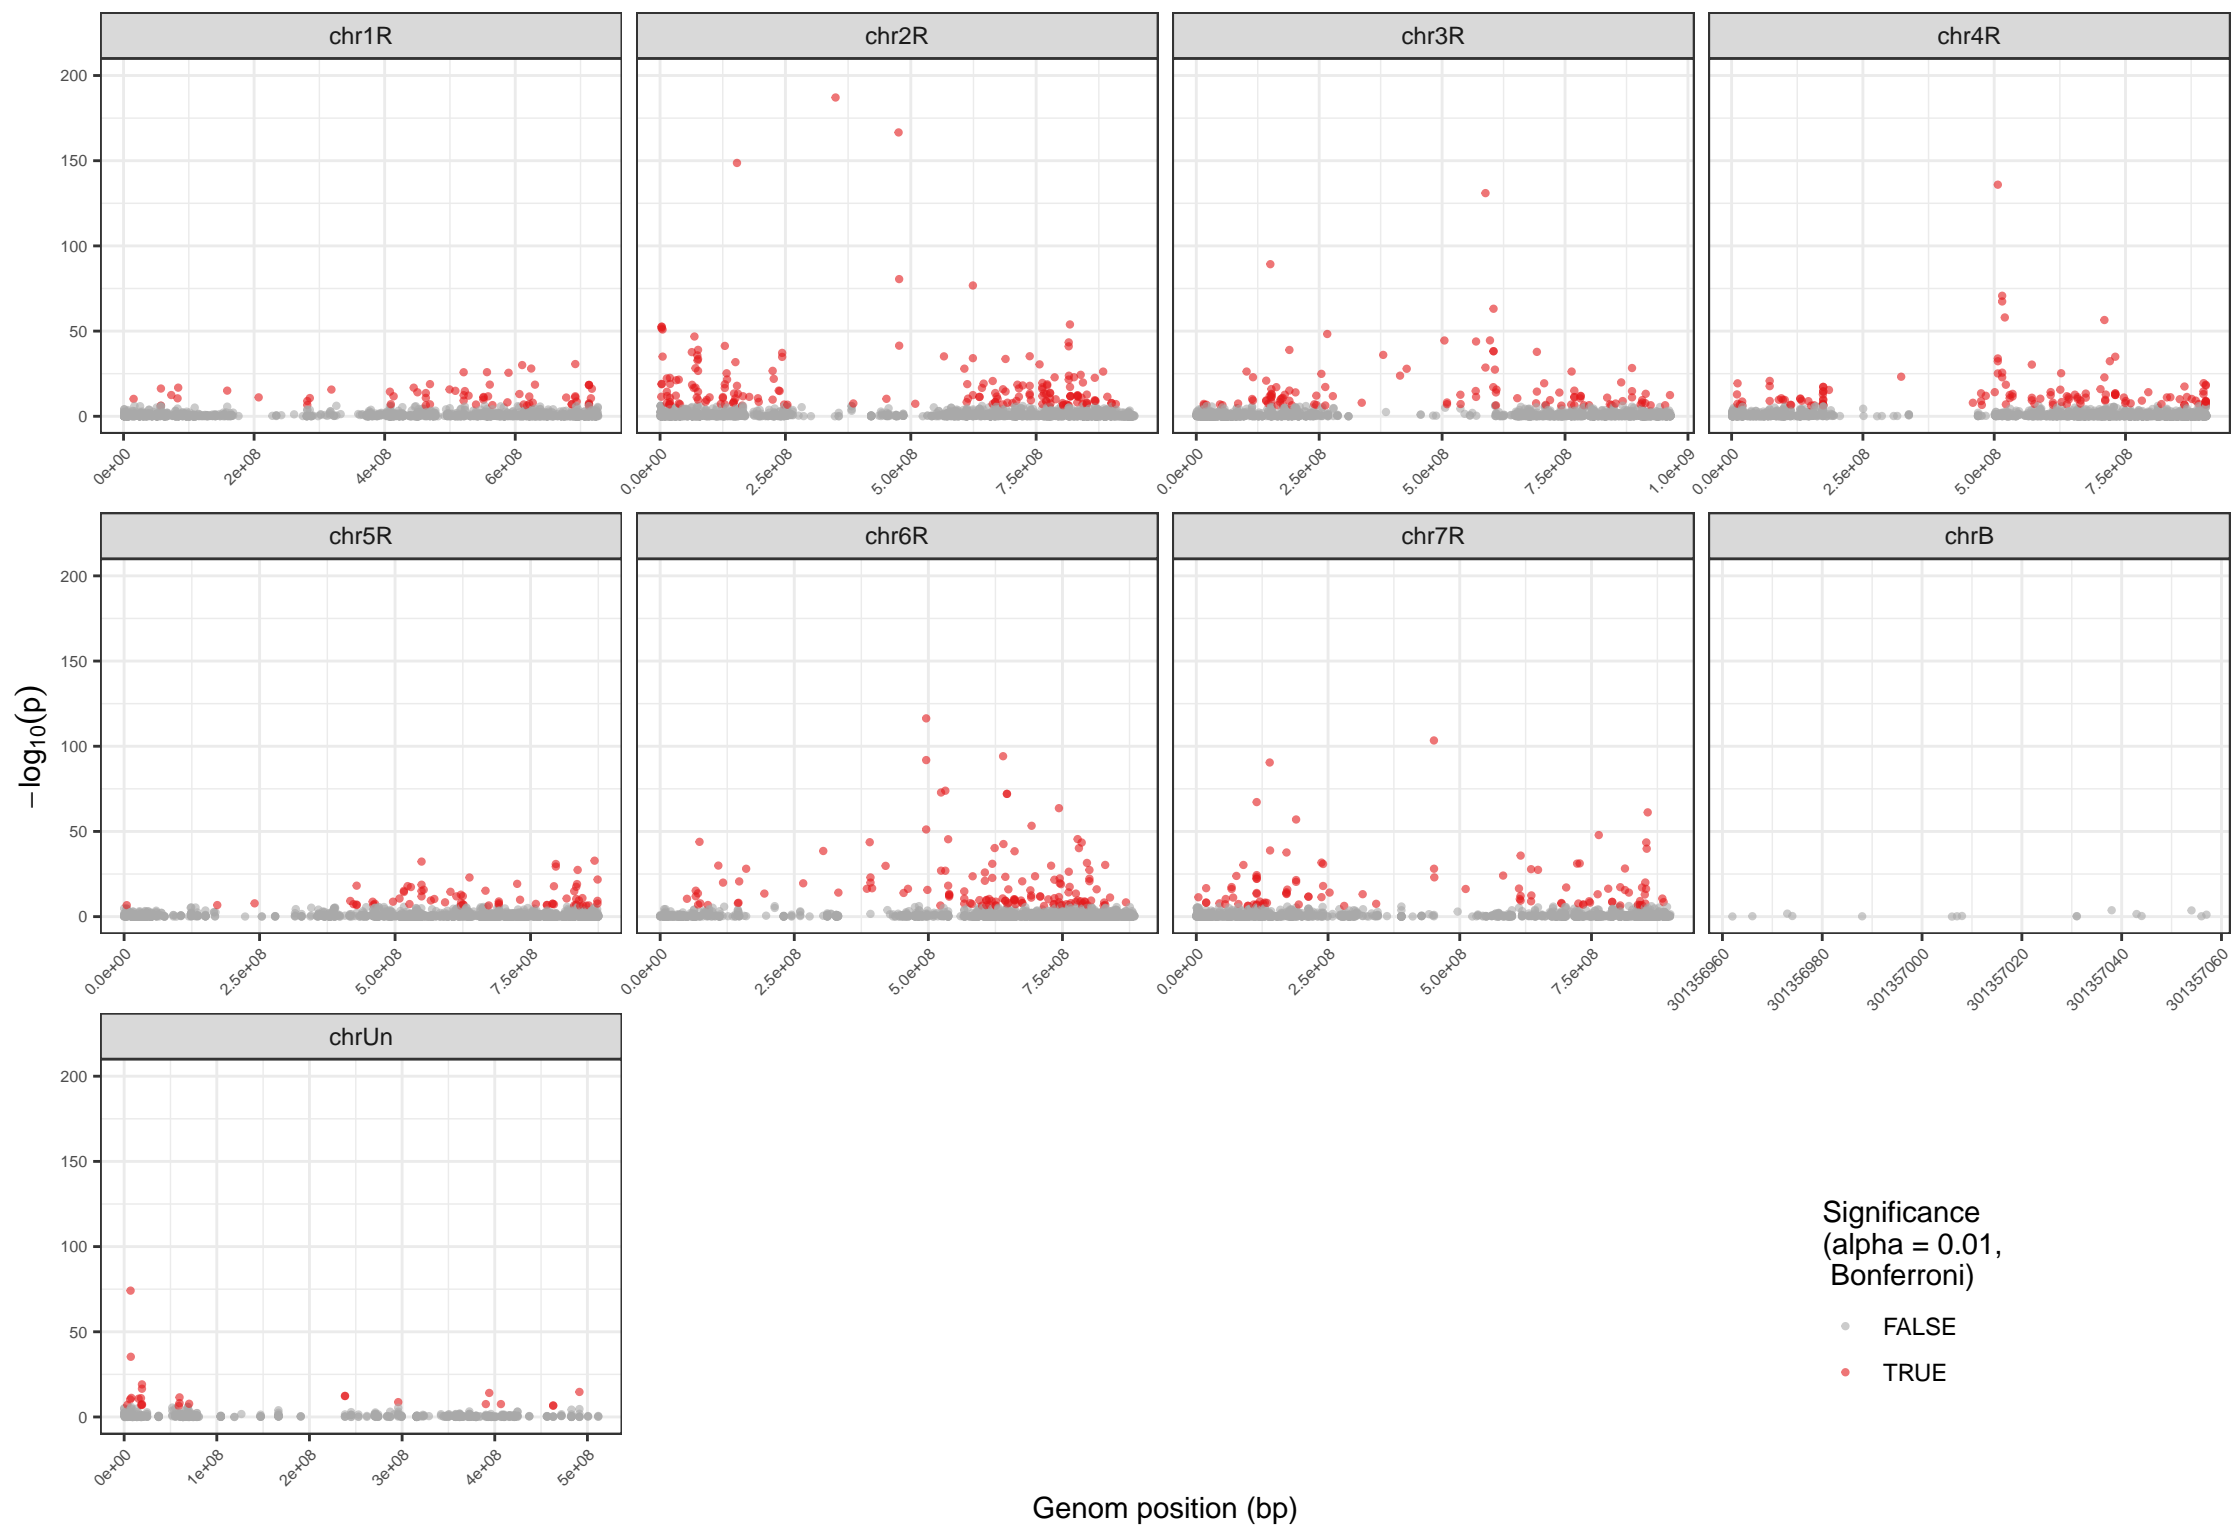 chr1R chr2R chr3R chr4R
200
150
100
50
0
0e+00 2e+08 4e+08 6e+08 0.0e+00 2.5e+08 5.0e+08 7.5e+08 0.0e+00 2.5e+08 5.0e+08 7.5e+08 1.0e+09 0.0e+00 2.5e+08 5.0e+08 7.5e+08
chr5R chr6R chr7R chrB
200
150
100
50
0
0.0e+00 2.5e+08 5.0e+08 7.5e+08 0.0e+00 2.5e+08 5.0e+08 7.5e+08 0.0e+00 2.5e+08 5.0e+08 7.5e+08 301356960 301356980 301357000 301357020 301357040 301357060
−log10(p)
chrUn
200
150
100
50
0
0e+00 1e+08 2e+08 3e+08 4e+08 5e+08
Genom position (bp)
Significance
(alpha = 0.01,
Bonferroni)
FALSE
TRUE